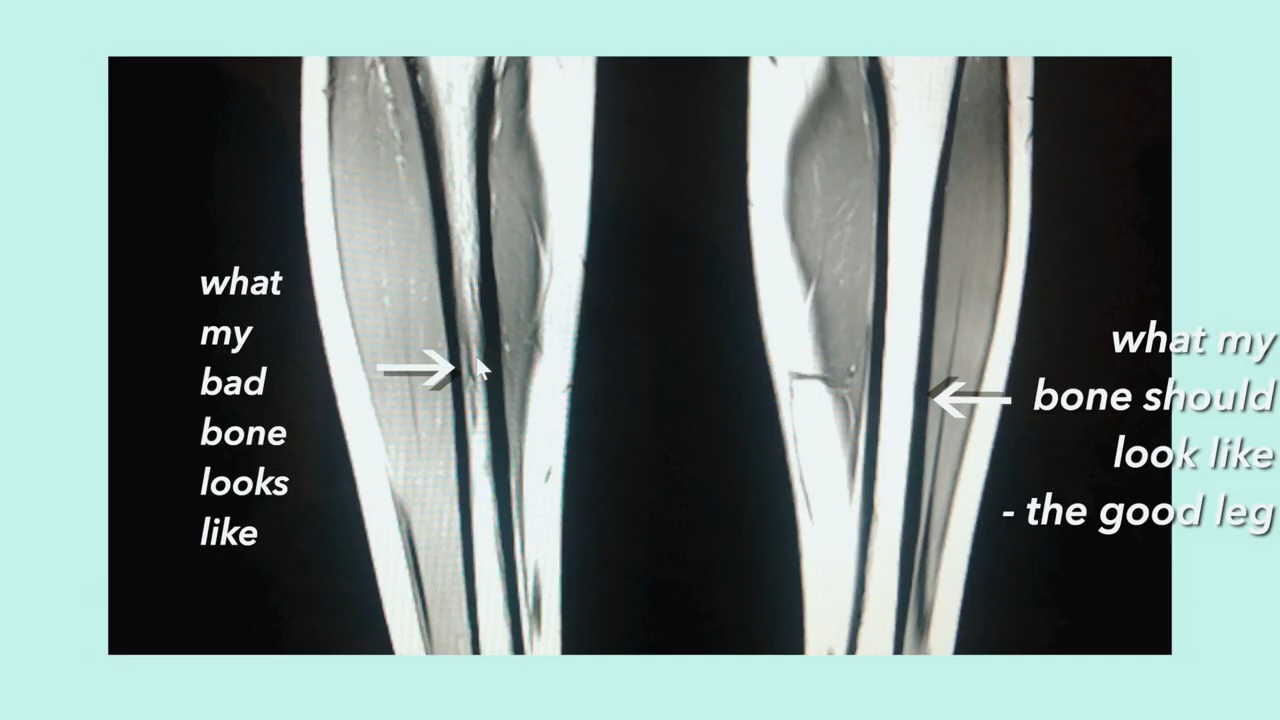 what
my
bad
bone
looks
like
what my
bone should
look like
- the good leg